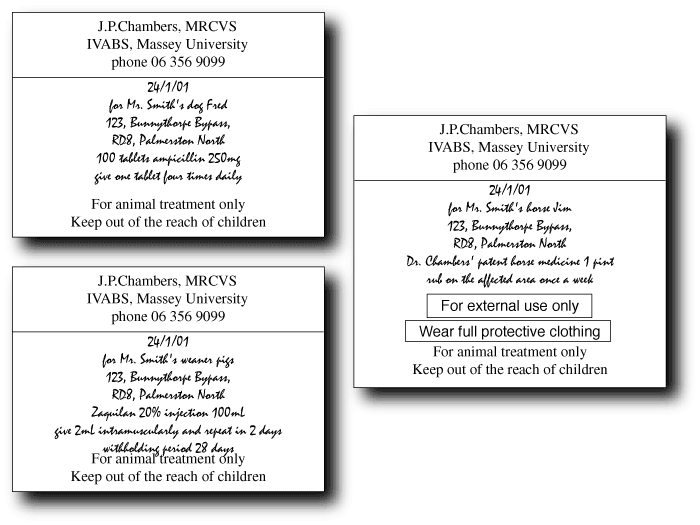 J.P.Chambers, MRCVS
IVABS, Massey University
phone 06 356 9099
24/1/01
for Mr. Smith's dog Fred
123, Bunnythorpe Bypass,
RD8, Palmerston North
100 tablets ampicillin 250mg
give one tablet four times daily
For animal treatment only
Keep out of the reach of children
J.P.Chambers, MRCVS
IVABS, Massey University
phone 06 356 9099
24/1/01
for Mr. Smith's weaner pigs
123, Bunnythorpe Bypass,
RD8, Palmerston North
Zaquilan 20% injection 100mL
give 2mL intramuscularly and repeat in 2 days
withholding period 28 days
For animal treatment only
Keep out of the reach of children
J.P.Chambers, MRCVS
IVABS, Massey University
phone 06 356 9099
24/1/01
for Mr. Smith's horse Jim
123, Bunnythorpe Bypass,
RD8, Palmerston North
Dr. Chambers' patent horse medicine 1 pint
rub on the affected area once a week
For external use only
Wear full protective clothing
For animal treatment only
Keep out of the reach of children